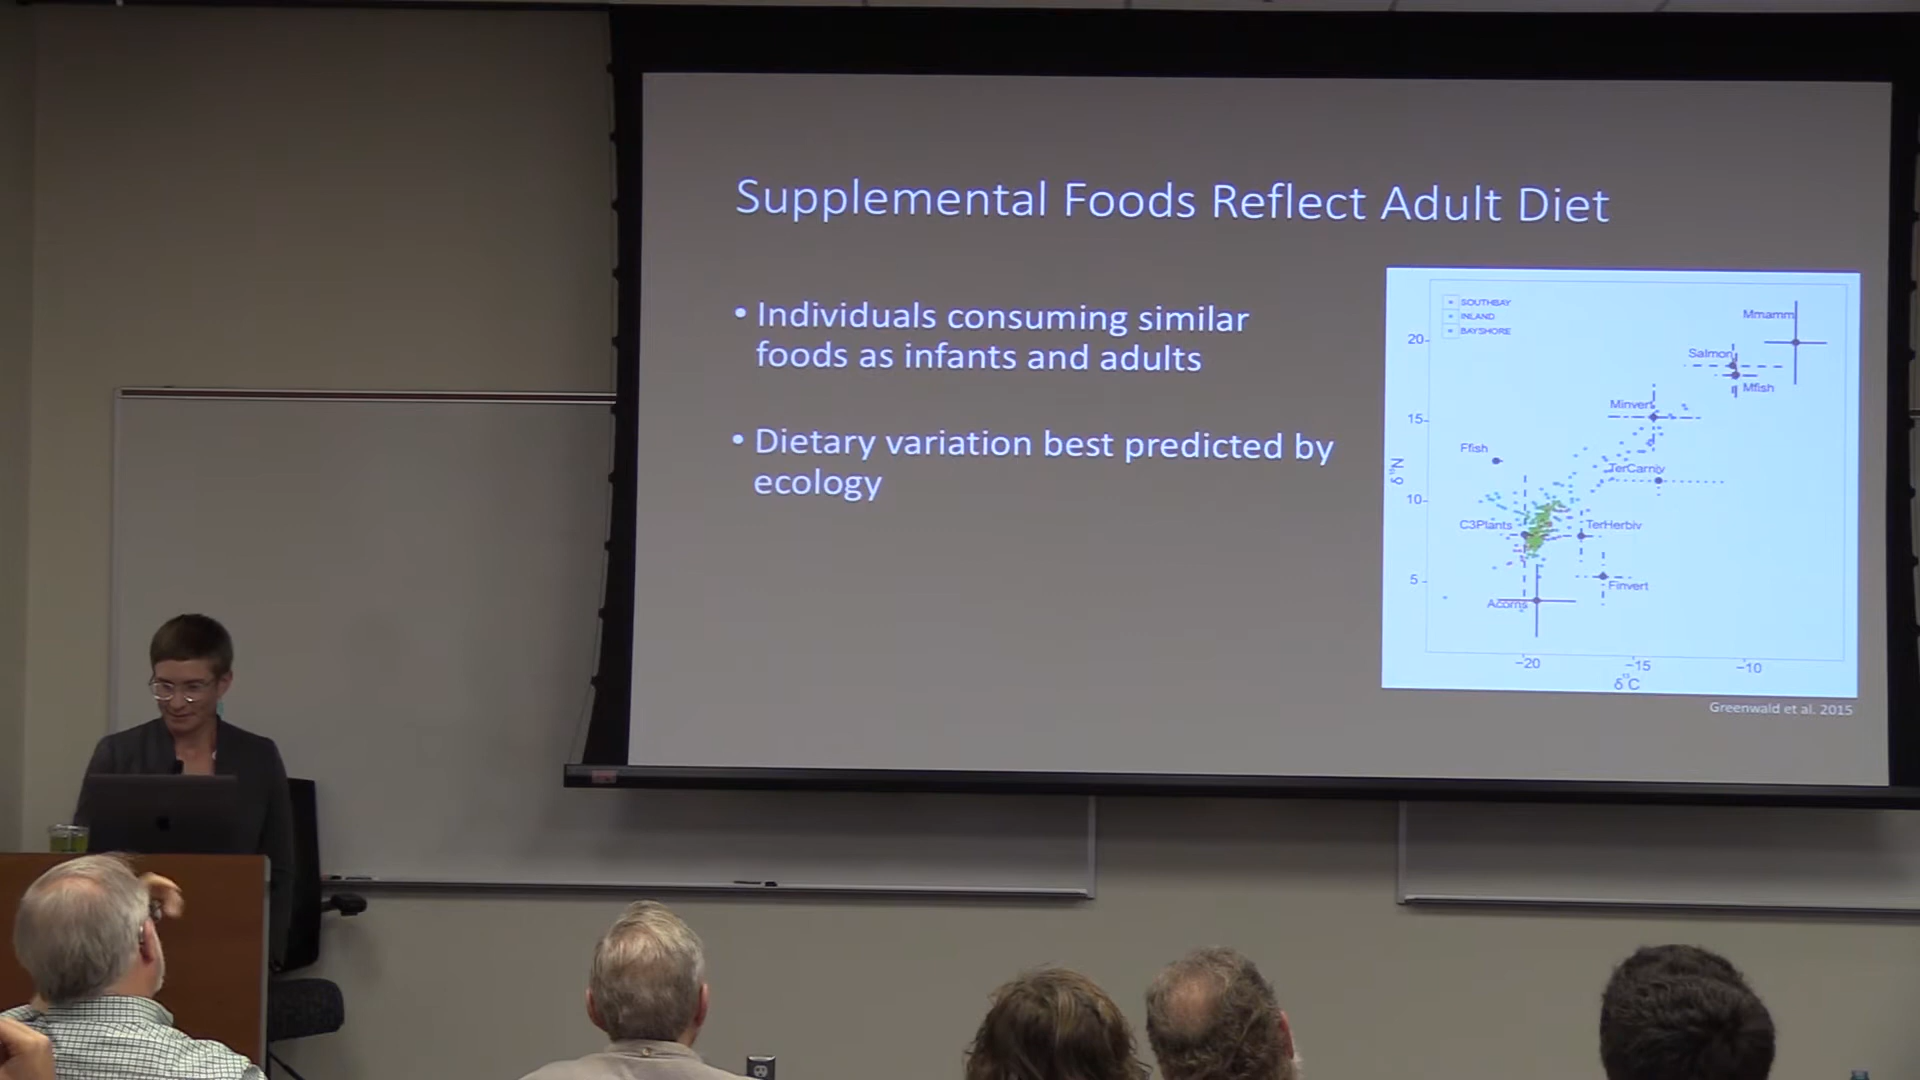 Supplemental Foods Reflect Adult Diet
• Individuals consuming similar
foods as infants and adults
• Dietary variation best predicted by
ecology
SOUTHBAY
INLAND
BAYSHORE
Mmamm
20
Salmon
Mfish
Minvert
15
Ffish
TerCarniv
δ¹⁵N
10
C3Plants
TerHerbiv
5
Finvert
Acorns
−20
−15
−10
δ¹³C
Greenwald et al. 2015